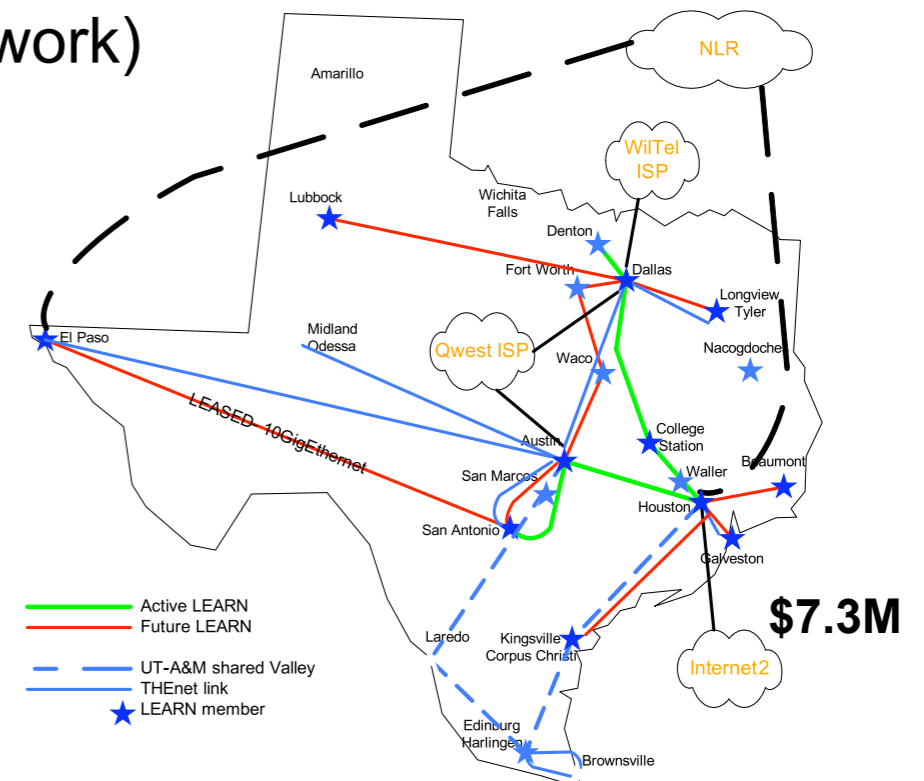 work)
NLR
Amarillo
WilTel
ISP
Lubbock
Wichita
Falls
Denton
Fort Worth
Dallas
Longview
Tyler
El Paso
Midland
Odessa
Qwest ISP
Waco
Nacogdoches
LEASED- 10GigEthernet
Austin
College
Station
San Marcos
Waller
Beaumont
San Antonio
Houston
Galveston
Active LEARN
Future LEARN
$7.3M
Laredo
Kingsville
Corpus Christi
UT-A&M shared Valley
THEnet link
LEARN member
Internet2
Edinburg
Harlingen
Brownsville